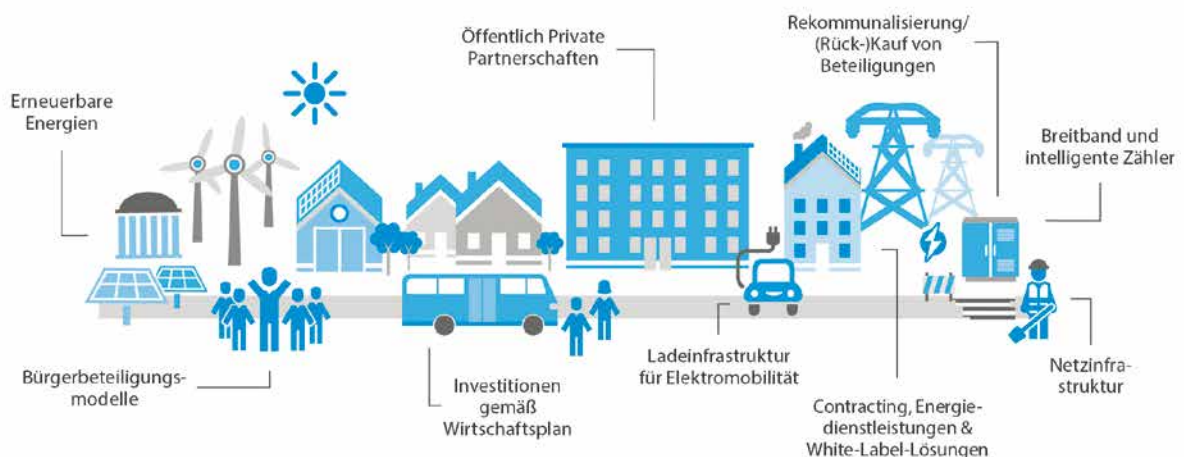 Erneuerbare
Energien
Öffentlich Private
Partnerschaften
Rekommunalisierung/
(Rück-)Kauf von
Beteiligungen
Breitband und
intelligente Zähler
Bürgerbeteiligungs-
modelle
Investitionen
gemäß
Wirtschaftsplan
Ladeinfrastruktur
für Elektromobilität
Contracting, Energie-
dienstleistungen &
White-Label-Lösungen
Netzinfra-
struktur